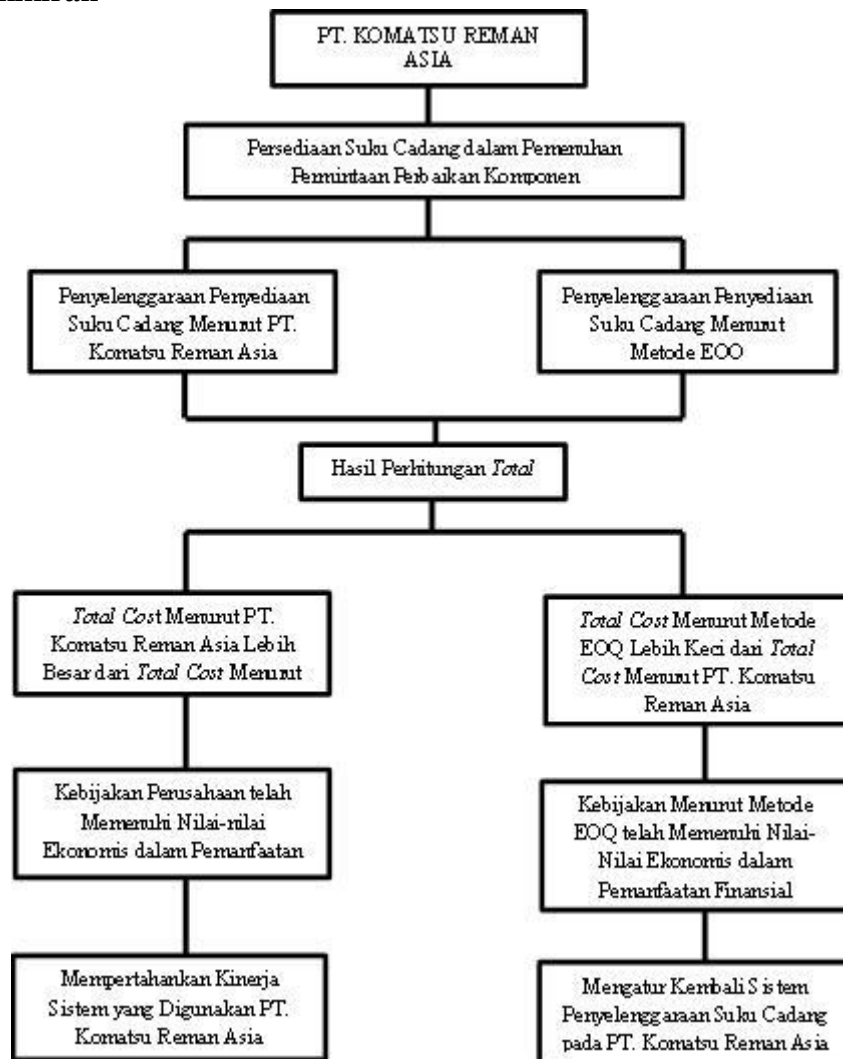 PT. KOMATSU REMAN
ASIA
Persediaan Suku Cadang dalam Pemenuhan
Permintaan Perbaikan Komponen
Penyelenggaraan Penyediaan
Suku Cadang Menurut PT.
Komatsu Reman Asia
Penyelenggaraan Penyediaan
Suku Cadang Menurut
Metode EOO
Hasil Perhitungan Total
Total Cost Menurut PT.
Komatsu Reman Asia Lebih
Besar dari Total Cost Menurut
Total Cost Menurut Metode
EOQ Lebih Keci dari Total
Cost Menurut PT. Komatsu
Reman Asia
Kebijakan Perusahaan telah
Memenuhi Nilai-nilai
Ekonomis dalam Pemanfaatan
Kebijakan Menurut Metode
EOQ telah Memenuhi Nilai-
Nilai Ekonomis dalam
Pemanfaatan Finansial
Mempertahankan Kinerja
Sistem yang Digunakan PT.
Komatsu Reman Asia
Mengatur Kembali Sistem
Penyelenggaraan Suku Cadang
pada PT. Komatsu Reman Asia